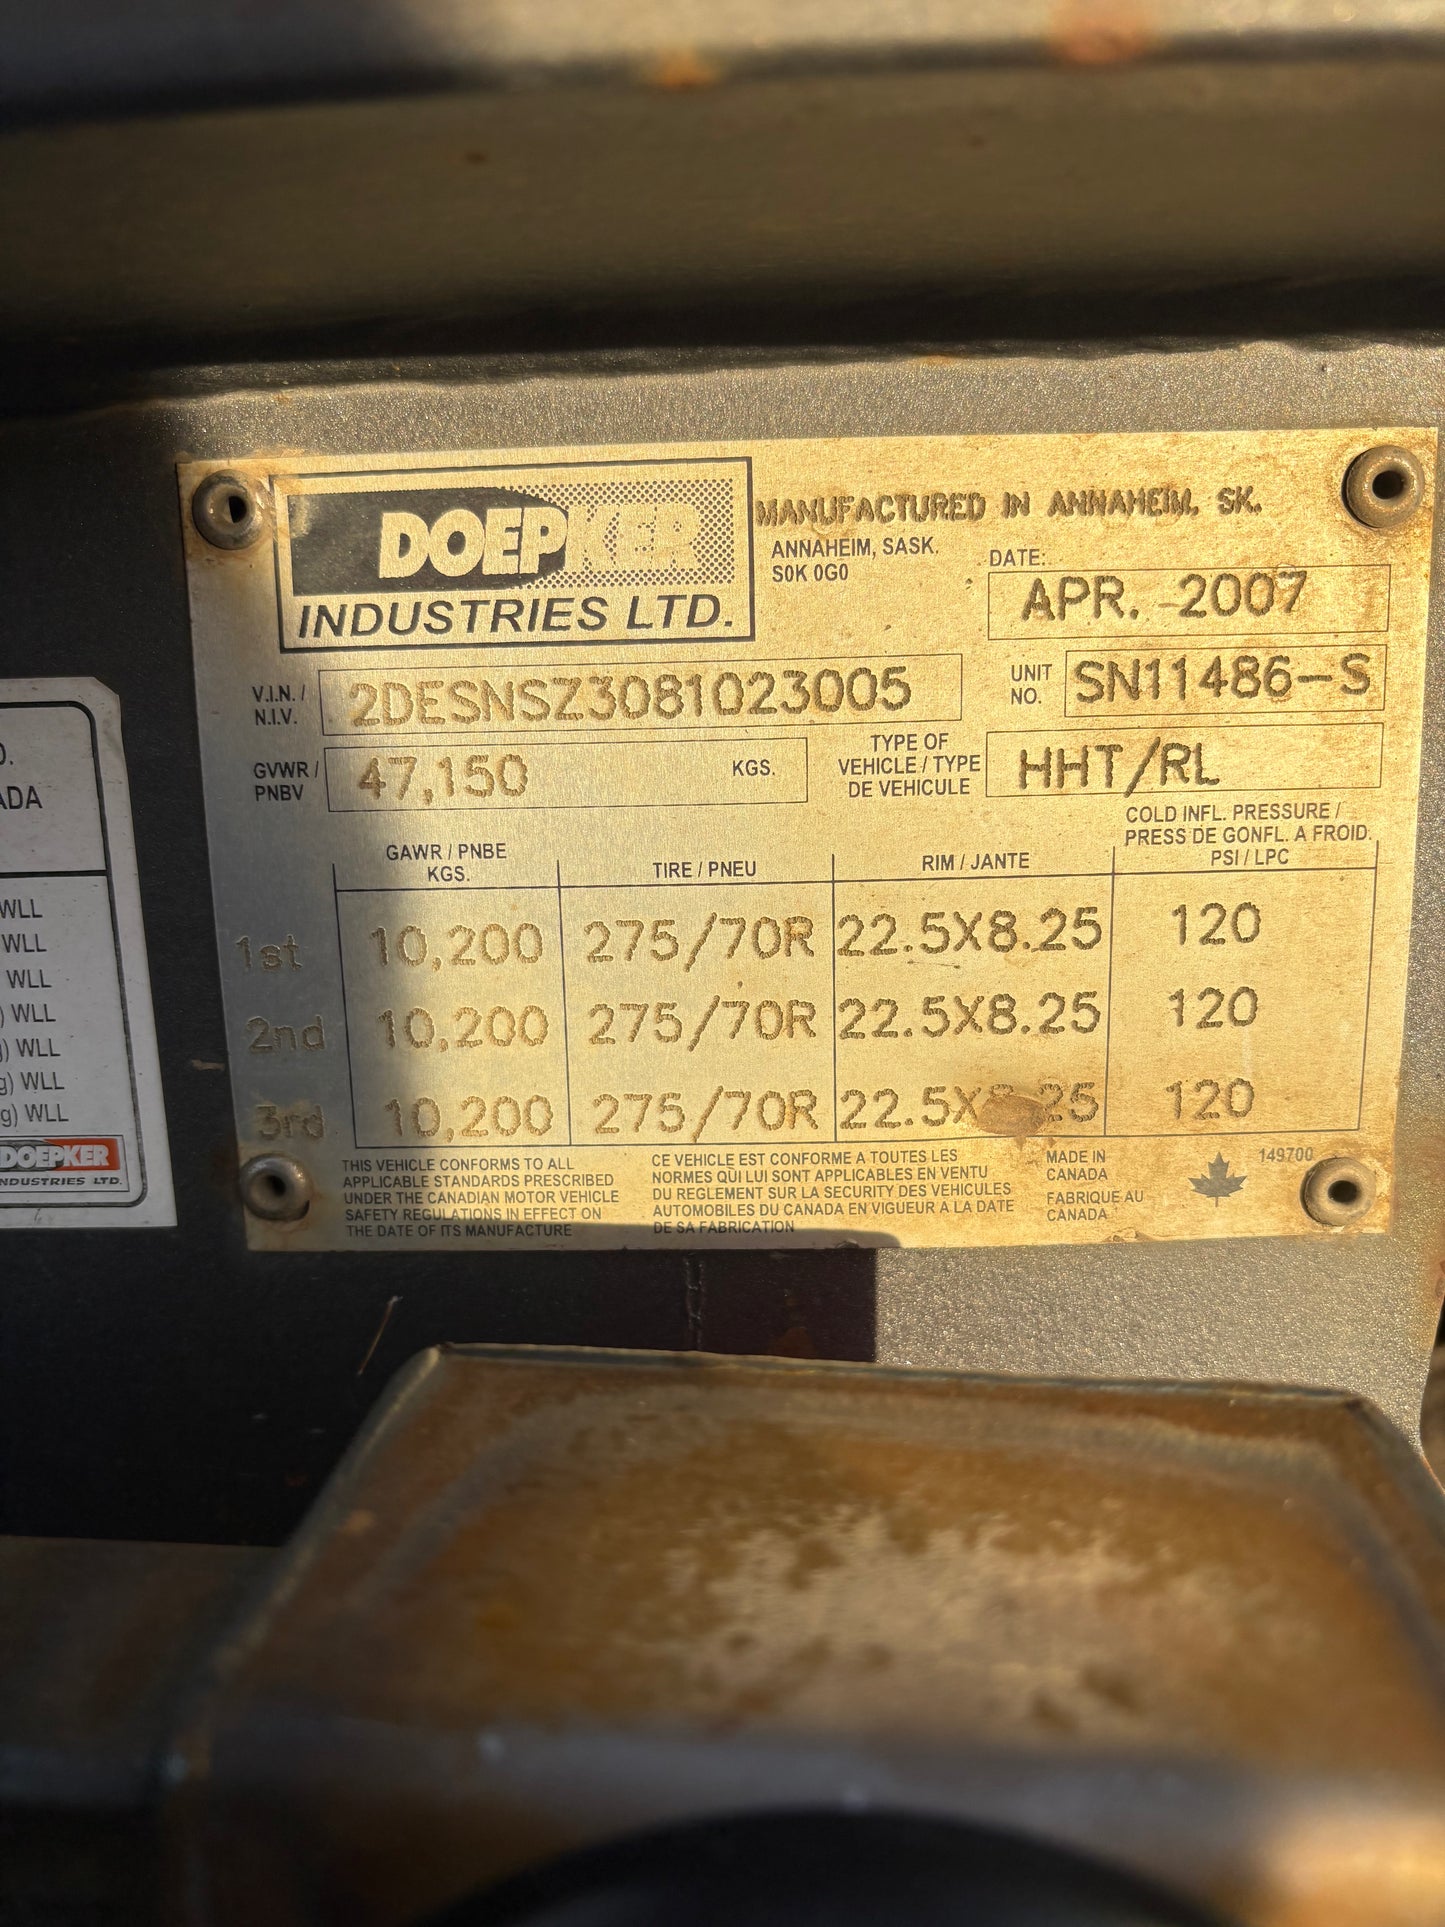 DOEPKER
INDUSTRIES LTD.
MANUFACTURED IN ANNAHEIM, SK.
ANNAHEIM, SASK.
S0K 0G0
DATE:
APR. 2007
V.I.N. /
N.I.V.
2DESNSZ3081023005
UNIT
NO.
SN11486-S
GVWR /
PNBV
47,150
KGS.
TYPE OF
VEHICLE / TYPE
DE VEHICULE
HHT/RL
GAWR / PNBE
KGS.
TIRE / PNEU
RIM / JANTE
COLD INFL. PRESSURE /
PRESS DE GONFL. A FROID.
PSI / LPC
1st 10,200 275/70R 22.5X8.25 120
2nd 10,200 275/70R 22.5X8.25 120
3rd 10,200 275/70R 22.5X8.25 120
THIS VEHICLE CONFORMS TO ALL
APPLICABLE STANDARDS PRESCRIBED
UNDER THE CANADIAN MOTOR VEHICLE
SAFETY REGULATIONS IN EFFECT ON
THE DATE OF ITS MANUFACTURE
CE VEHICLE EST CONFORME A TOUTES LES
NORMES QUI LUI SONT APPLICABLES EN VENTU
DU REGLEMENT SUR LA SECURITY DES VEHICULES
AUTOMOBILES DU CANADA EN VIGUEUR A LA DATE
DE SA FABRICATION
MADE IN
CANADA
FABRIQUE AU
CANADA
149700
D.
ADA
WLL
WLL
WLL
) WLL
g) WLL
g) WLL
g) WLL
DOEPKER
INDUSTRIES LTD.